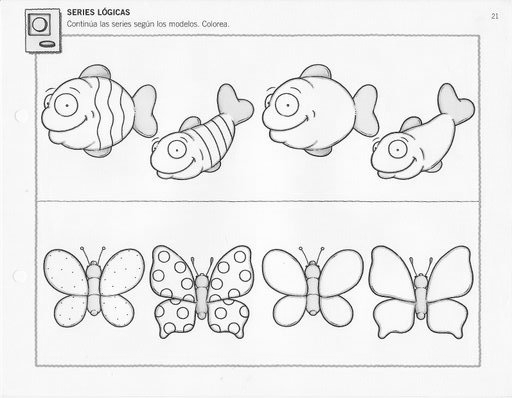 SERIES LÓGICAS
Continúa las series según los modelos. Colorea.
21